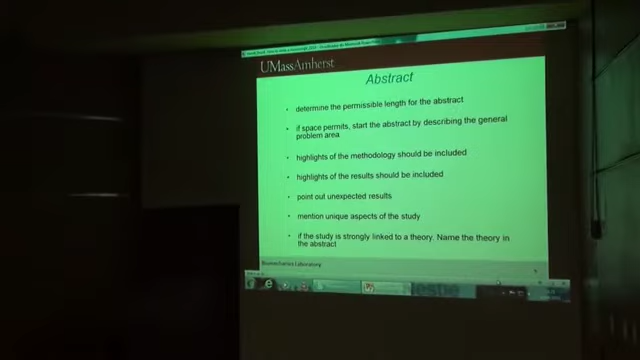 UMassAmherst
Abstract
• determine the permissible length for the abstract
• if space permits, start the abstract by describing the general
problem area
• highlights of the methodology should be included
• highlights of the results should be included
• point out unexpected results
• mention unique aspects of the study
• if the study is strongly linked to a theory. Name the theory in
the abstract
Biomechanics Laboratory